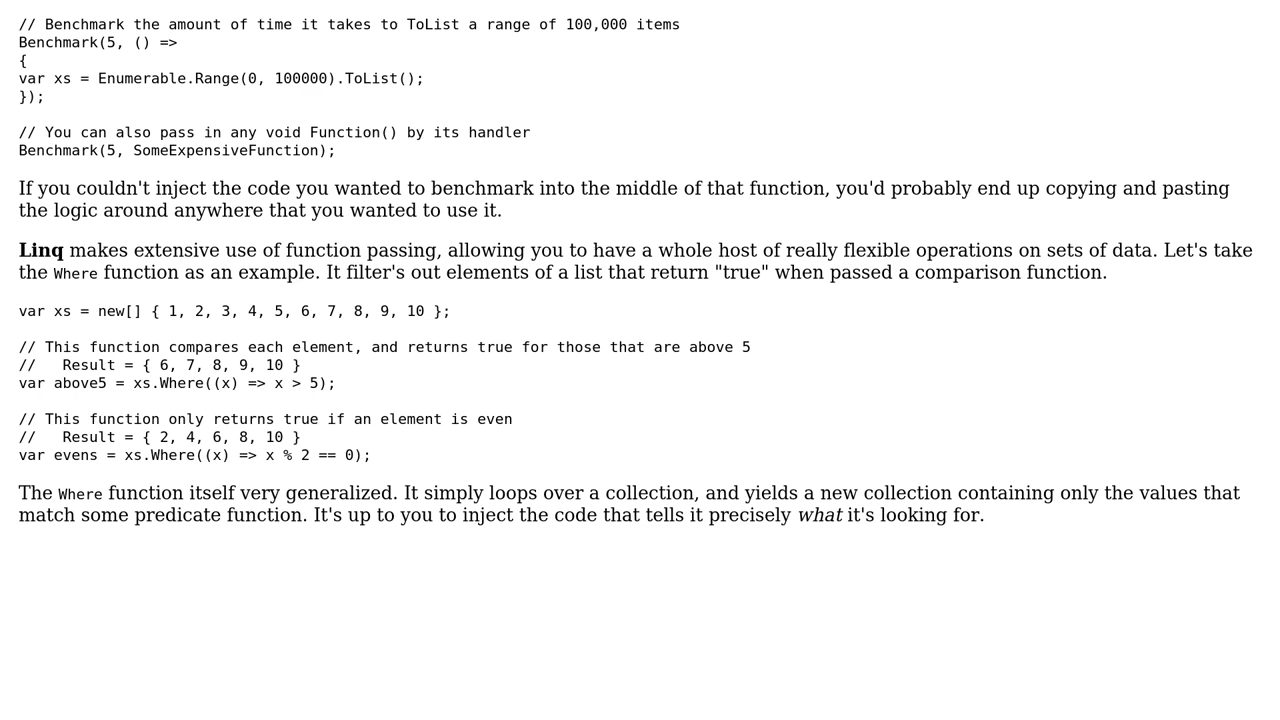 // Benchmark the amount of time it takes to ToList a range of 100,000 items
Benchmark(5, () =>
{
var xs = Enumerable.Range(0, 100000).ToList();
});

// You can also pass in any void Function() by its handler
Benchmark(5, SomeExpensiveFunction);

If you couldn't inject the code you wanted to benchmark into the middle of that function, you'd probably end up copying and pasting
the logic around anywhere that you wanted to use it.

Linq makes extensive use of function passing, allowing you to have a whole host of really flexible operations on sets of data. Let's take
the Where function as an example. It filter's out elements of a list that return "true" when passed a comparison function.

var xs = new[] { 1, 2, 3, 4, 5, 6, 7, 8, 9, 10 };

// This function compares each element, and returns true for those that are above 5
//   Result = { 6, 7, 8, 9, 10 }
var above5 = xs.Where((x) => x > 5);

// This function only returns true if an element is even
//   Result = { 2, 4, 6, 8, 10 }
var evens = xs.Where((x) => x % 2 == 0);

The Where function itself very generalized. It simply loops over a collection, and yields a new collection containing only the values that
match some predicate function. It's up to you to inject the code that tells it precisely what it's looking for.